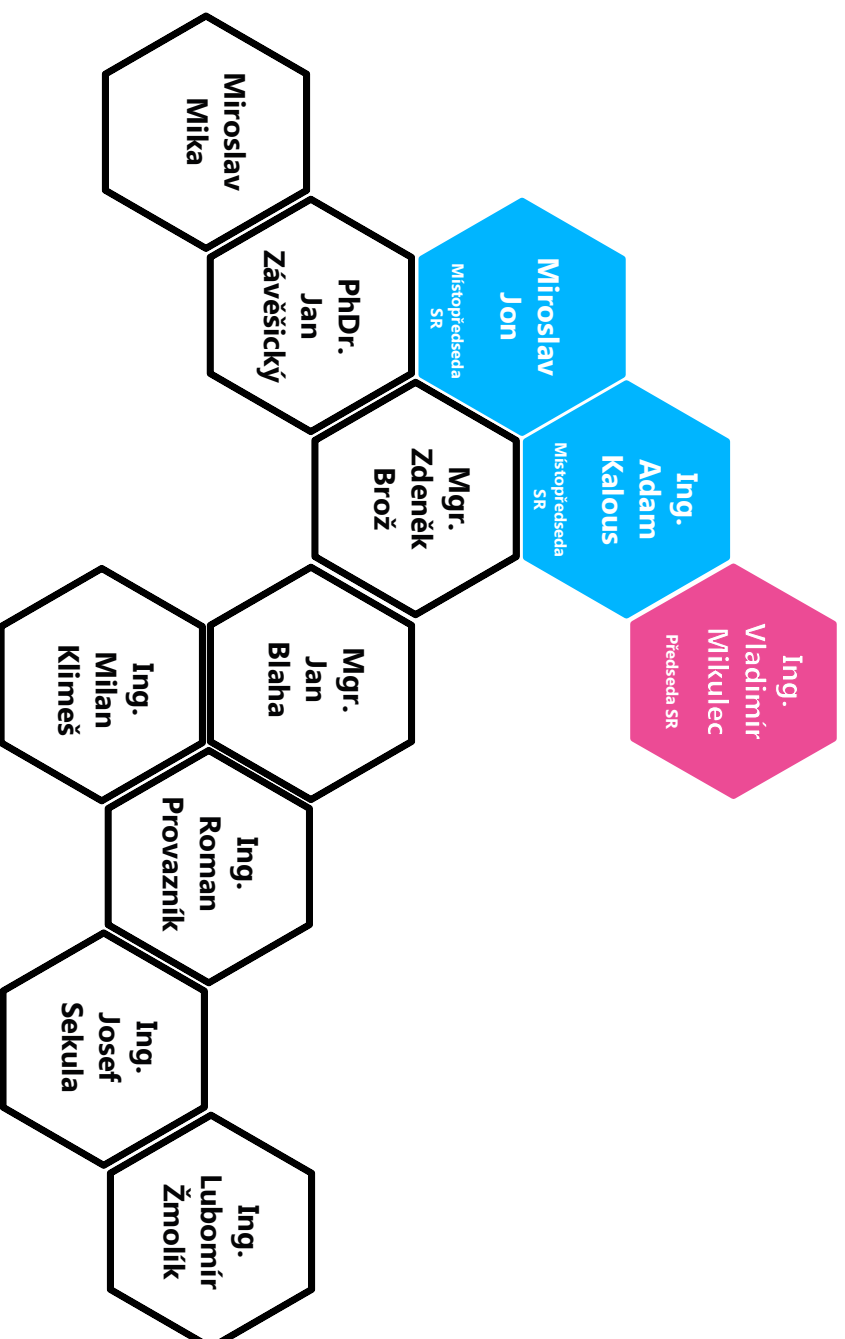 Ing.
Vladimír
Mikulec
Předseda SR
Ing.
Adam
Kalous
Místopředseda
SR
Miroslav
Jon
Místopředseda
SR
Mgr.
Zdeněk
Brož
PhDr.
Jan
Závěšický
Miroslav
Mika
Mgr.
Jan
Blaha
Ing.
Milan
Klimeš
Ing.
Roman
Provazník
Ing.
Josef
Sekula
Ing.
Lubomír
Žmolík